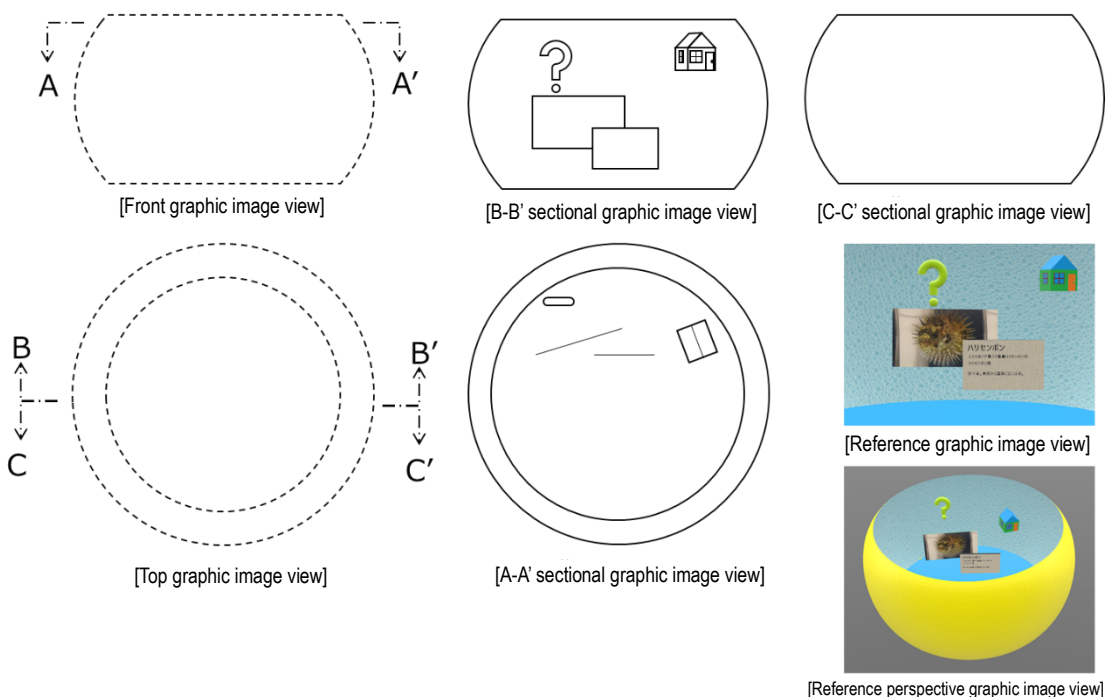 A
A′
[Front graphic image view]
?
[B-B’ sectional graphic image view]
[C-C’ sectional graphic image view]
B
B′
C
C′
[Top graphic image view]
[A-A’ sectional graphic image view]
?
ハリセンボン
[Reference graphic image view]
?
[Reference perspective graphic image view]